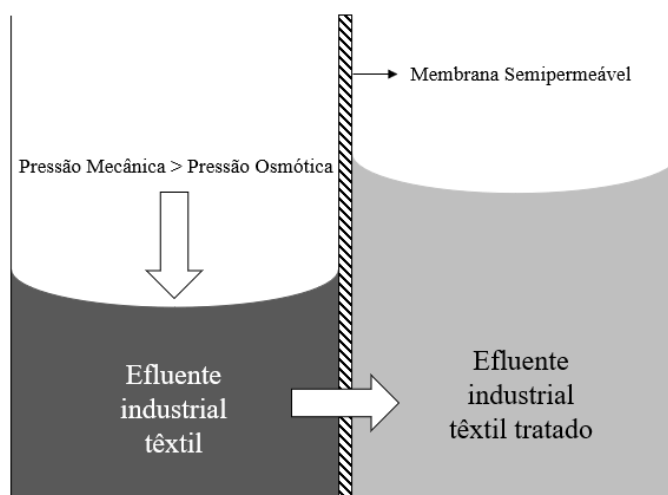 Membrana Semipermeável
Pressão Mecânica > Pressão Osmótica
Efluente
industrial
têxtil
Efluente
industrial
têxtil tratado